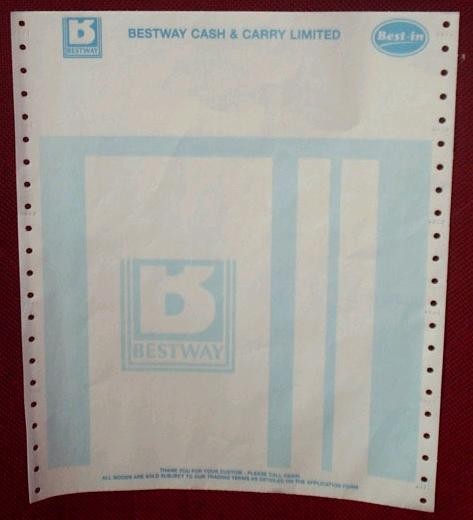 BESTWAY
BESTWAY CASH & CARRY LIMITED
Best-in
BESTWAY
THANK YOU FOR YOUR CUSTOM - PLEASE CALL AGAIN
ALL GOODS ARE SOLD SUBJECT TO OUR TRADING TERMS AS DETAILED ON THE APPLICATION FORM